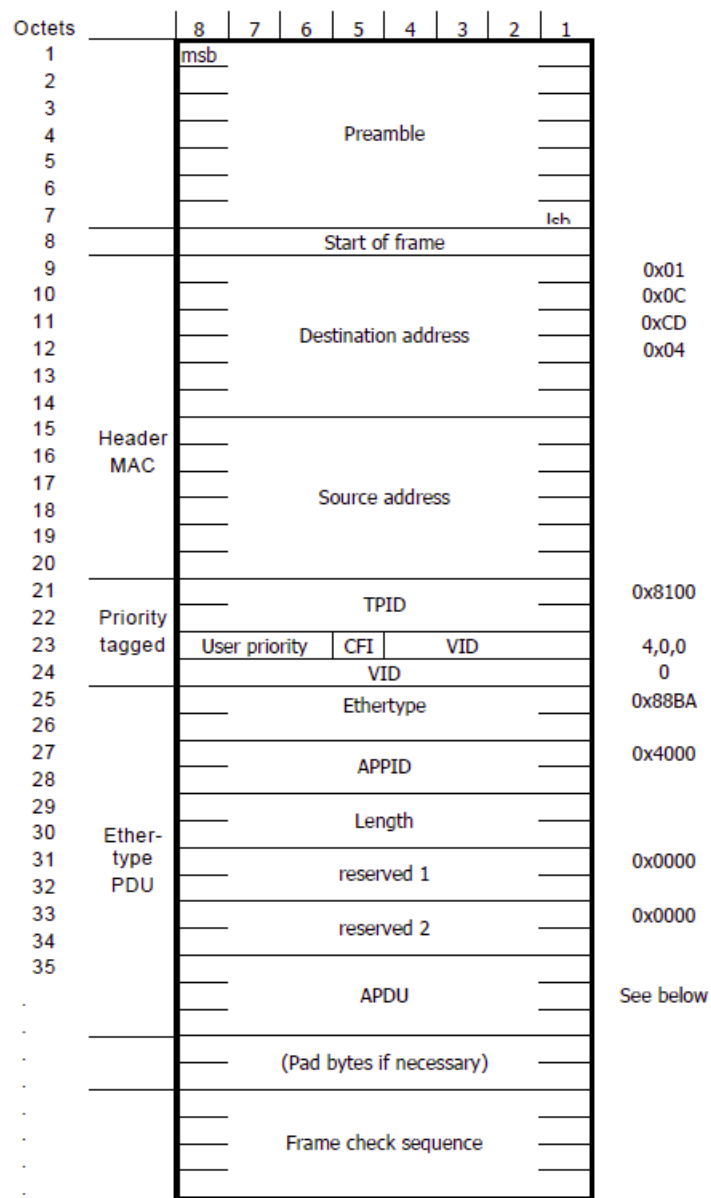 Octets 8 7 6 5 4 3 2 1
1 msb
2
3
4 Preamble
5
6
7 lsb
8 Start of frame
9 0x01
10 0x0C
11 Destination address 0xCD
12 0x04
13
14
15 Header
16 MAC
17 Source address
18
19
20
21 TPID 0x8100
22 Priority
23 tagged User priority CFI VID 4,0,0
24 VID 0
25 Ethertype 0x88BA
26
27 APPID 0x4000
28
29 Length
30 Ether-
31 type reserved 1 0x0000
32 PDU
33 reserved 2 0x0000
34
35
. APDU See below
.
. (Pad bytes if necessary)
.
.
. Frame check sequence
.
.